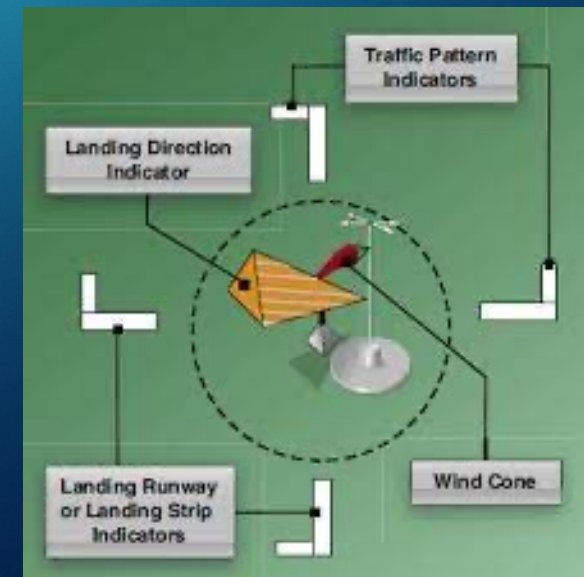 Traffic Pattern
Indicators
Landing Direction
Indicator
Landing Runway
or Landing Strip
Indicators
Wind Cone